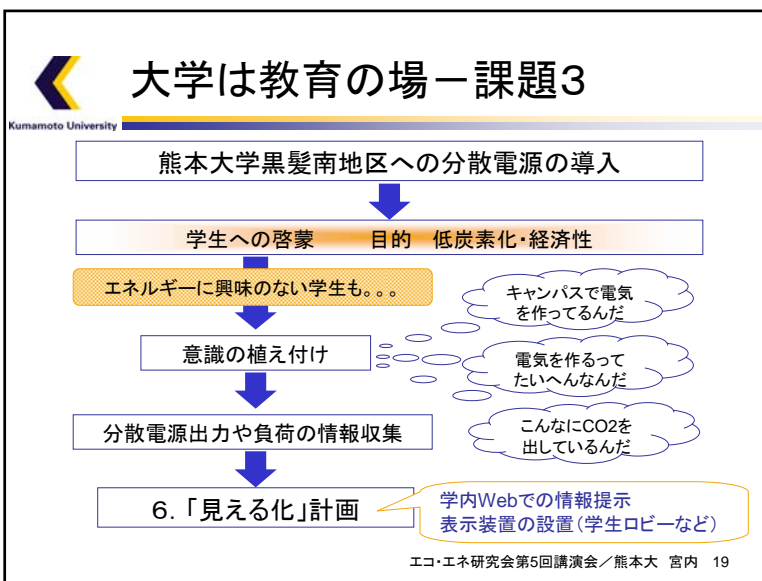 大学は教育の場－課題3
Kumamoto University
熊本大学黒髪南地区への分散電源の導入
学生への啓蒙　　目的　低炭素化・経済性
エネルギーに興味のない学生も。。。
キャンパスで電気
を作ってるんだ
意識の植え付け
電気を作るって
たいへんなんだ
分散電源出力や負荷の情報収集
こんなにCO2を
出しているんだ
６．「見える化」計画
学内Webでの情報提示
表示装置の設置（学生ロビーなど）
エコ・エネ研究会第5回講演会／熊本大　宮内　19